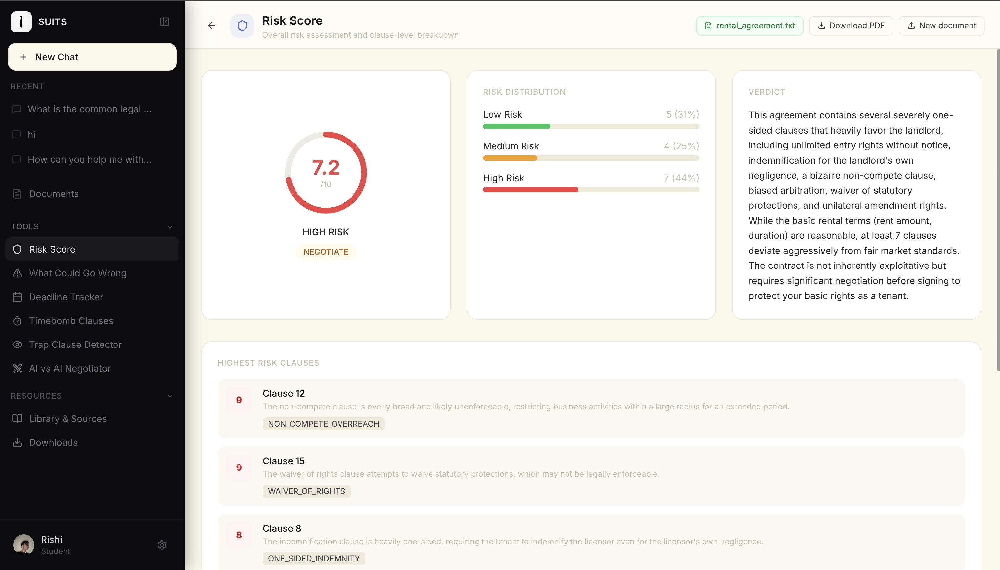 SUITS
New Chat
RECENT
What is the common legal ...
hi
How can you help me with...
Documents
TOOLS
Risk Score
What Could Go Wrong
Deadline Tracker
Timebomb Clauses
Trap Clause Detector
AI vs AI Negotiator
RESOURCES
Library & Sources
Downloads
Rishi
Student
Risk Score
Overall risk assessment and clause-level breakdown
rental_agreement.txt
Download PDF
New document
7.2
/10
HIGH RISK
NEGOTIATE
RISK DISTRIBUTION
Low Risk 5 (31%)
Medium Risk 4 (25%)
High Risk 7 (44%)
VERDICT
This agreement contains several severely one-
sided clauses that heavily favor the landlord,
including unlimited entry rights without notice,
indemnification for the landlord's own
negligence, a bizarre non-compete clause,
biased arbitration, waiver of statutory
protections, and unilateral amendment rights.
While the basic rental terms (rent amount,
duration) are reasonable, at least 7 clauses
deviate aggressively from fair market standards.
The contract is not inherently exploitative but
requires significant negotiation before signing to
protect your basic rights as a tenant.
HIGHEST RISK CLAUSES
9
Clause 12
The non-compete clause is overly broad and likely unenforceable, restricting business activities within a large radius for an extended period.
NON_COMPETE_OVERREACH
9
Clause 15
The waiver of rights clause attempts to waive statutory protections, which may not be legally enforceable.
WAIVER_OF_RIGHTS
8
Clause 8
The indemnification clause is heavily one-sided, requiring the tenant to indemnify the licensor even for the licensor's own negligence.
ONE_SIDED_INDEMNITY